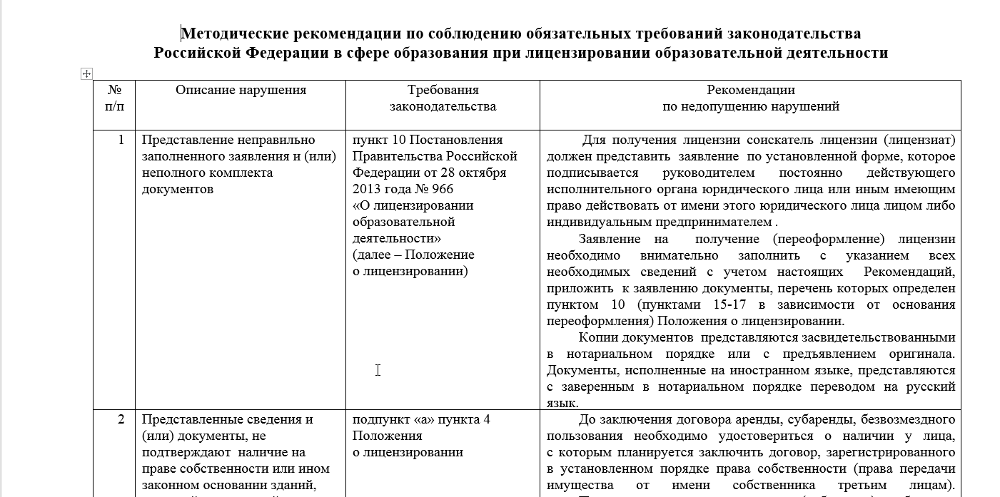 Методические рекомендации по соблюдению обязательных требований законодательства
Российской Федерации в сфере образования при лицензировании образовательной деятельности
№
п/п
Описание нарушения
Требования
законодательства
Рекомендации
по недопущению нарушений
1
Представление неправильно
заполненного заявления и (или)
неполного комплекта
документов
пункт 10 Постановления
Правительства Российской
Федерации от 28 октября
2013 года № 966
«О лицензировании
образовательной
деятельности»
(далее – Положение
о лицензировании)
Для получения лицензии соискатель лицензии (лицензиат)
должен представить заявление по установленной форме, которое
подписывается руководителем постоянно действующего
исполнительного органа юридического лица или иным имеющим
право действовать от имени этого юридического лица лицом либо
индивидуальным предпринимателем .
Заявление на получение (переоформление) лицензии
необходимо внимательно заполнить с указанием всех
необходимых сведений с учетом настоящих Рекомендаций,
приложить к заявлению документы, перечень которых определен
пунктом 10 (пунктами 15-17 в зависимости от основания
переоформления) Положения о лицензировании.
Копии документов представляются засвидетельствованными
в нотариальном порядке или с предъявлением оригинала.
Документы, исполненные на иностранном языке, представляются
с заверенным в нотариальном порядке переводом на русский
язык.
2
Представленные сведения и
(или) документы, не
подтверждают наличие на
праве собственности или ином
законном основании зданий,
подпункт «а» пункта 4
Положения
о лицензировании
До заключения договора аренды, субаренды, безвозмездного
пользования необходимо удостовериться о наличии у лица,
с которым планируется заключить договор, зарегистрированного
в установленном порядке права собственности (права передачи
имущества от имени собственника третьим лицам).